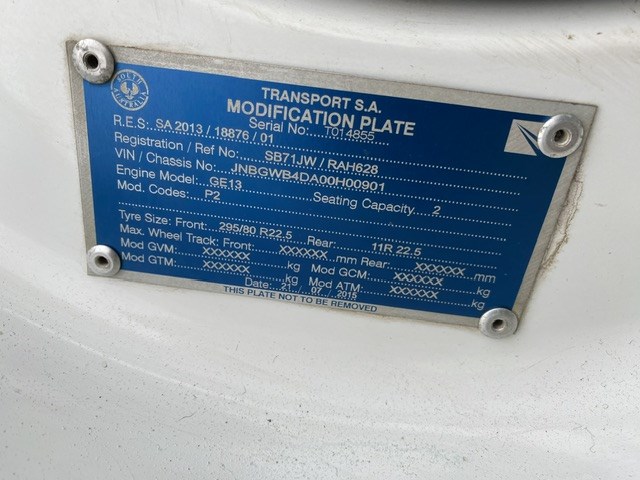 SOUTH AUSTRALIA
TRANSPORT S.A.
MODIFICATION PLATE
Serial No: T014855
R.E.S: SA 2013 / 18876 / 01
Registration / Ref No: SB71JW / RAH628
VIN / Chassis No: JNBGWB4DA00H00901
Engine Model: GE13 Seating Capacity 2
Mod. Codes: P2
Tyre Size: Front: 295/80 R22.5 Rear: 11R 22.5
Max. Wheel Track: Front: XXXXXX mm Rear: XXXXXX mm
Mod GVM: XXXXXX kg Mod GCM: XXXXXX kg
Mod GTM: XXXXXX kg Mod ATM: XXXXXX kg
Date: 21 / 07 / 2015
THIS PLATE NOT TO BE REMOVED